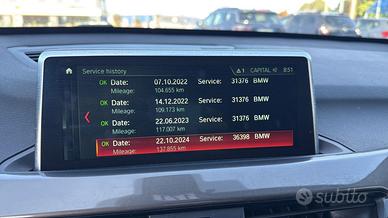 Service history
1 CAPITAL 8:51
OK Date: 07.10.2022 Service: 31376 BMW
Mileage: 104.655 km
OK Date: 14.12.2022 Service: 31376 BMW
Mileage: 109.173 km
OK Date: 22.06.2023 Service: 31376 BMW
Mileage: 117.007 km
OK Date: 22.10.2024 Service: 36398 BMW
Mileage: 137.855 km
subito